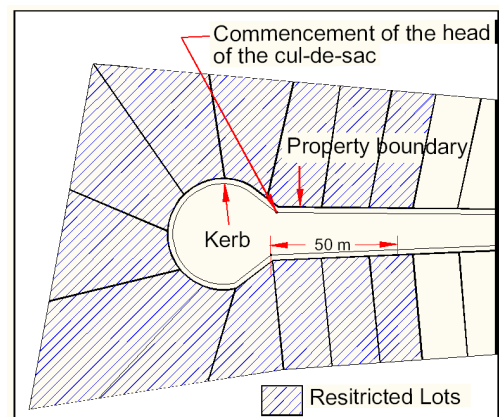 Commencement of the head
of the cul-de-sac
Property boundary
Kerb
50 m
Resitricted Lots